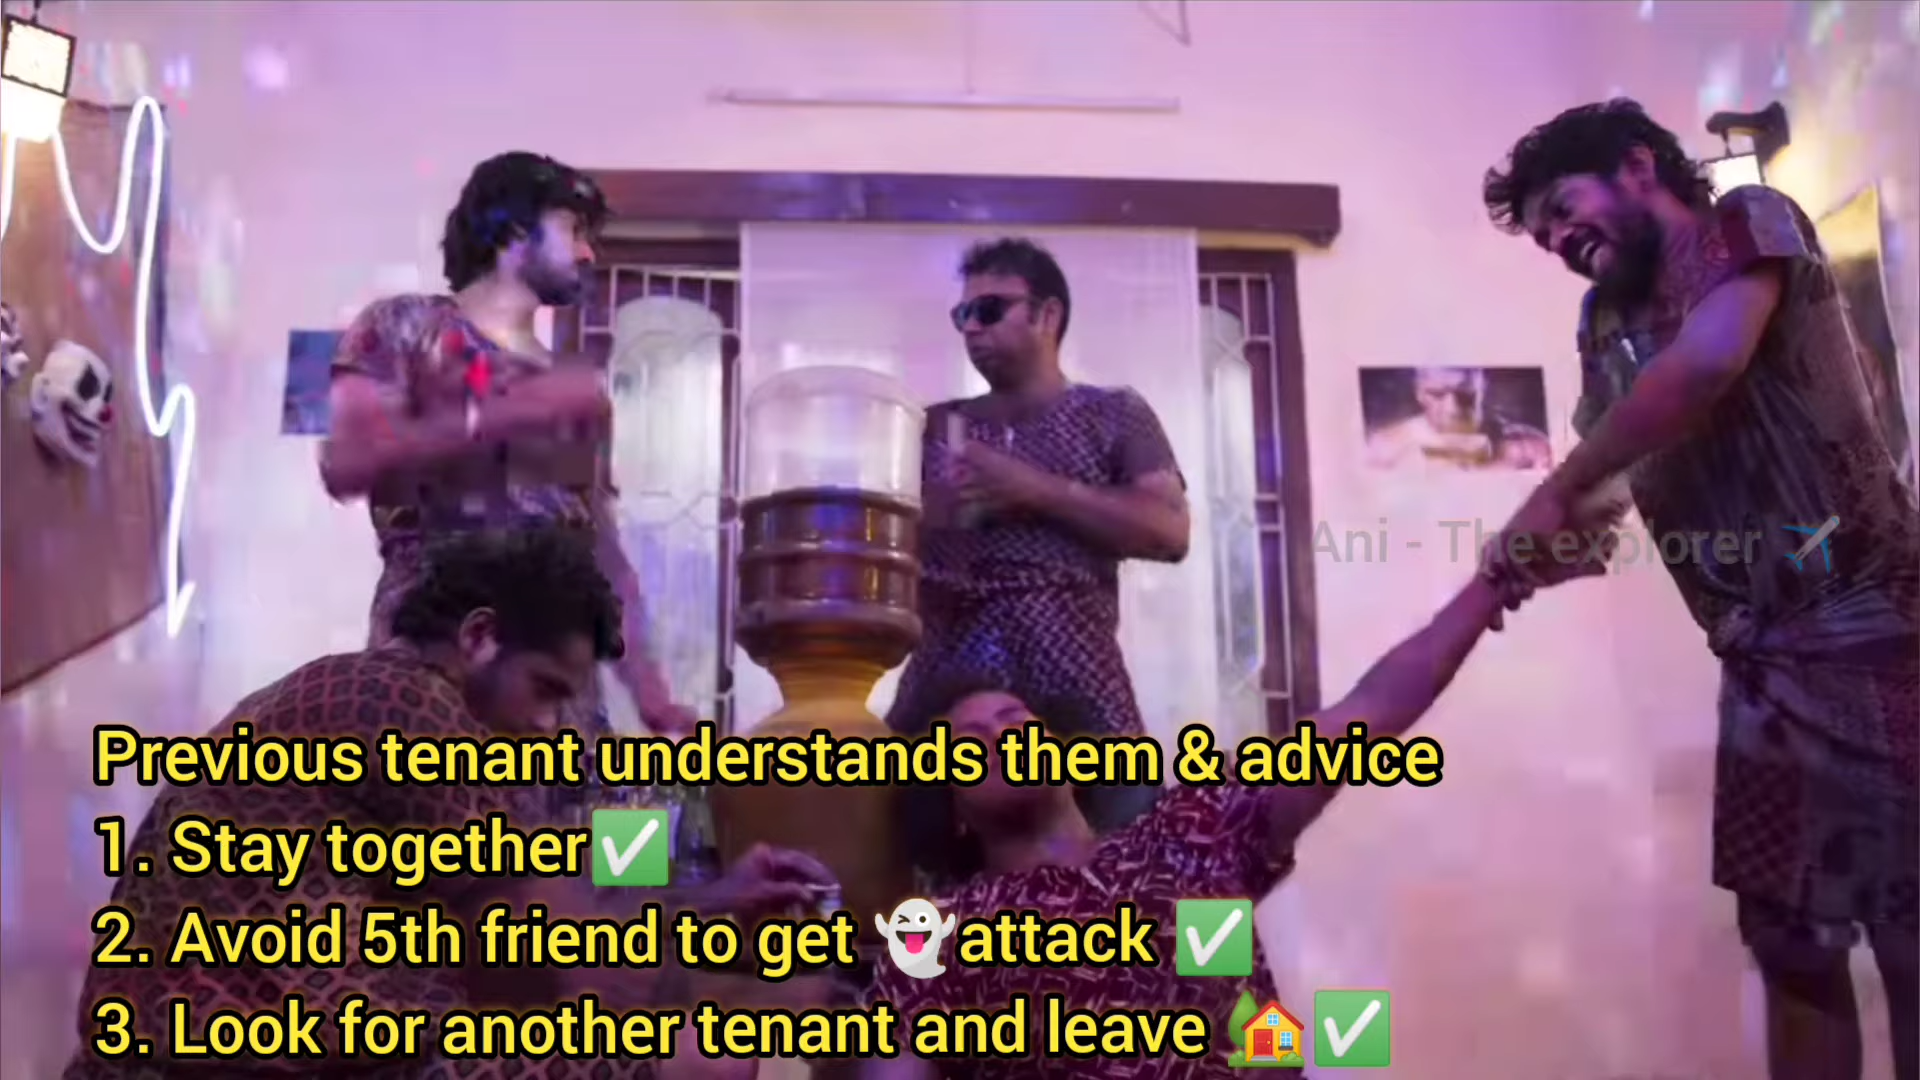 Ani - The explorer ✈️
Previous tenant understands them & advice
1. Stay together✅
2. Avoid 5th friend to get 👻attack ✅
3. Look for another tenant and leave 🏡✅